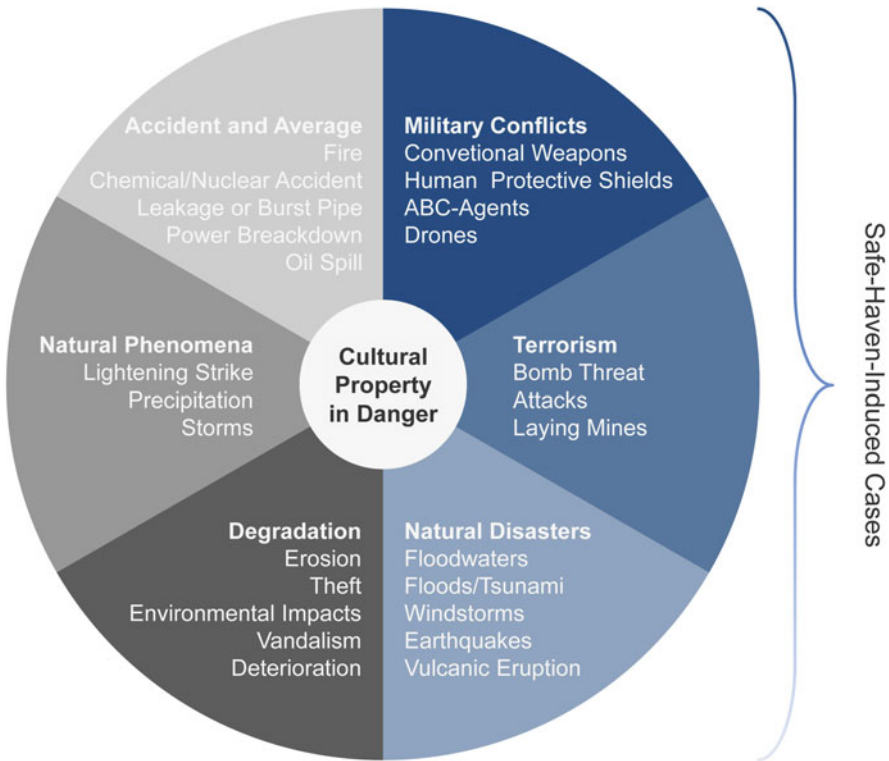 Accident and Average
Fire
Chemical/Nuclear Accident
Leakage or Burst Pipe
Power Breackdown
Oil Spill
Military Conflicts
Convetional Weapons
Human Protective Shields
ABC-Agents
Drones
Natural Phenomena
Lightening Strike
Precipitation
Storms
Cultural
Property
in Danger
Terrorism
Bomb Threat
Attacks
Laying Mines
Degradation
Erosion
Theft
Environmental Impacts
Vandalism
Deterioration
Natural Disasters
Floodwaters
Floods/Tsunami
Windstorms
Earthquakes
Vulcanic Eruption
Safe-Haven-Induced Cases